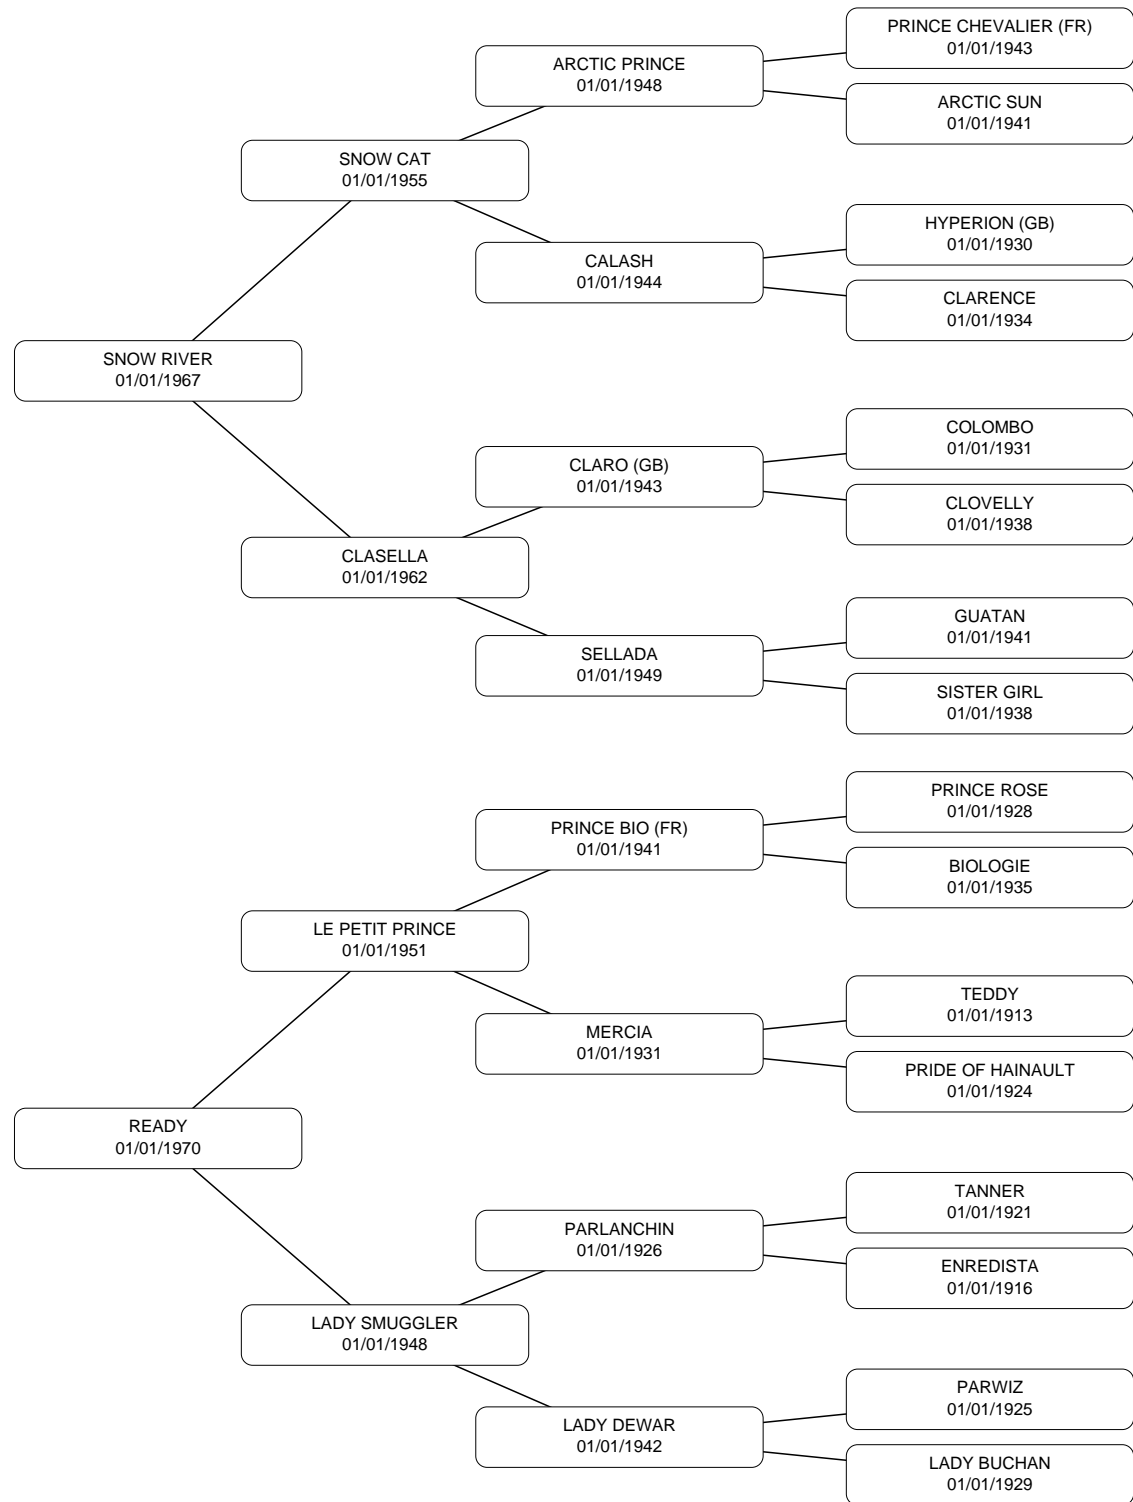 PRINCE CHEVALIER (FR)
01/01/1943
ARCTIC PRINCE
01/01/1948
ARCTIC SUN
01/01/1941
SNOW CAT
01/01/1955
HYPERION (GB)
01/01/1930
CALASH
01/01/1944
CLARENCE
01/01/1934
SNOW RIVER
01/01/1967
COLOMBO
01/01/1931
CLARO (GB)
01/01/1943
CLOVELLY
01/01/1938
CLASELLA
01/01/1962
GUATAN
01/01/1941
SELLADA
01/01/1949
SISTER GIRL
01/01/1938
PRINCE ROSE
01/01/1928
PRINCE BIO (FR)
01/01/1941
BIOLOGIE
01/01/1935
LE PETIT PRINCE
01/01/1951
TEDDY
01/01/1913
MERCIA
01/01/1931
PRIDE OF HAINAULT
01/01/1924
READY
01/01/1970
TANNER
01/01/1921
PARLANCHIN
01/01/1926
ENREDISTA
01/01/1916
LADY SMUGGLER
01/01/1948
PARWIZ
01/01/1925
LADY DEWAR
01/01/1942
LADY BUCHAN
01/01/1929